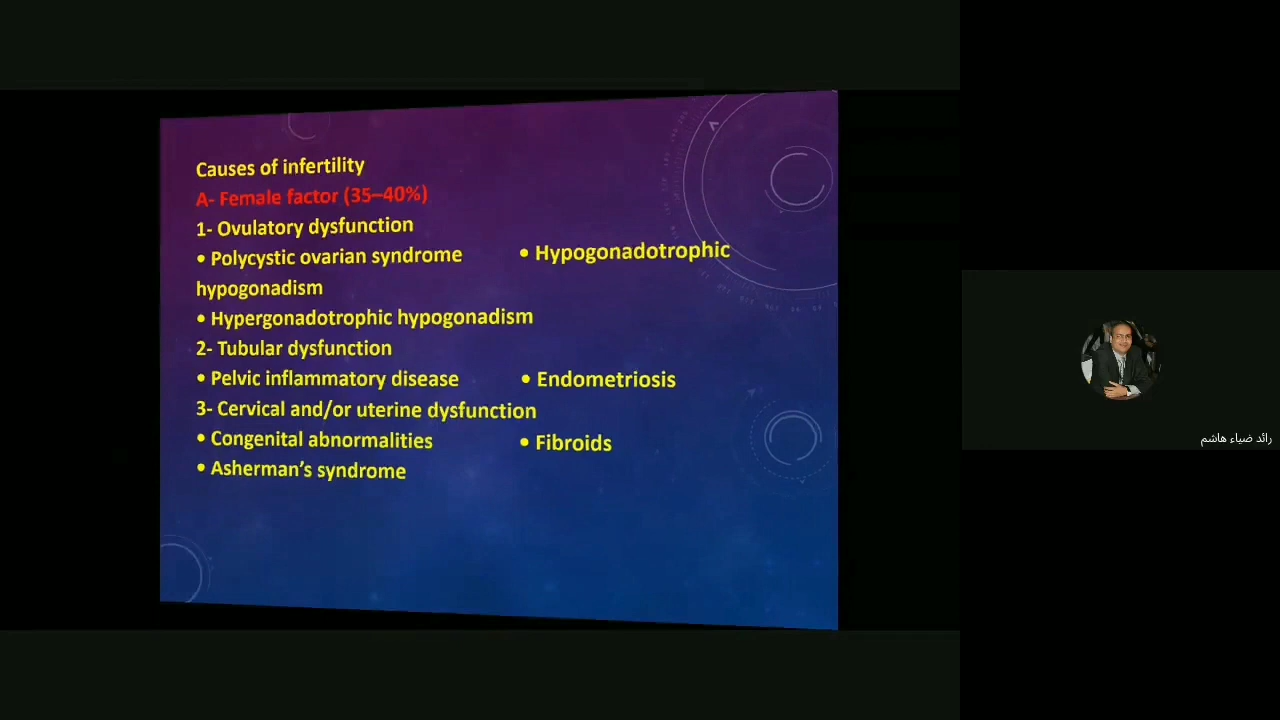 Causes of infertility
A- Female factor (35–40%)
1- Ovulatory dysfunction
• Polycystic ovarian syndrome • Hypogonadotrophic
hypogonadism
• Hypergonadotrophic hypogonadism
2- Tubular dysfunction
• Pelvic inflammatory disease • Endometriosis
3- Cervical and/or uterine dysfunction
• Congenital abnormalities • Fibroids
• Asherman’s syndrome
رائد ضياء هاشم